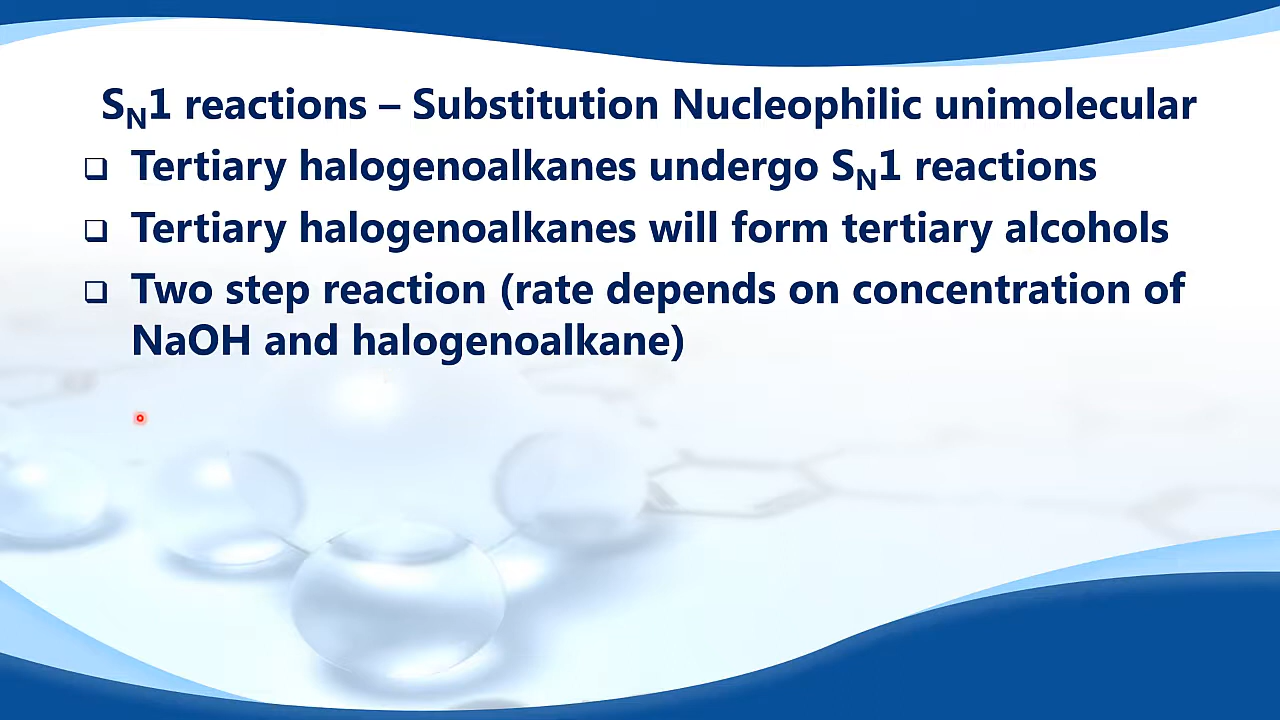 SN1 reactions – Substitution Nucleophilic unimolecular
❑ Tertiary halogenoalkanes undergo SN1 reactions
❑ Tertiary halogenoalkanes will form tertiary alcohols
❑ Two step reaction (rate depends on concentration of
NaOH and halogenoalkane)